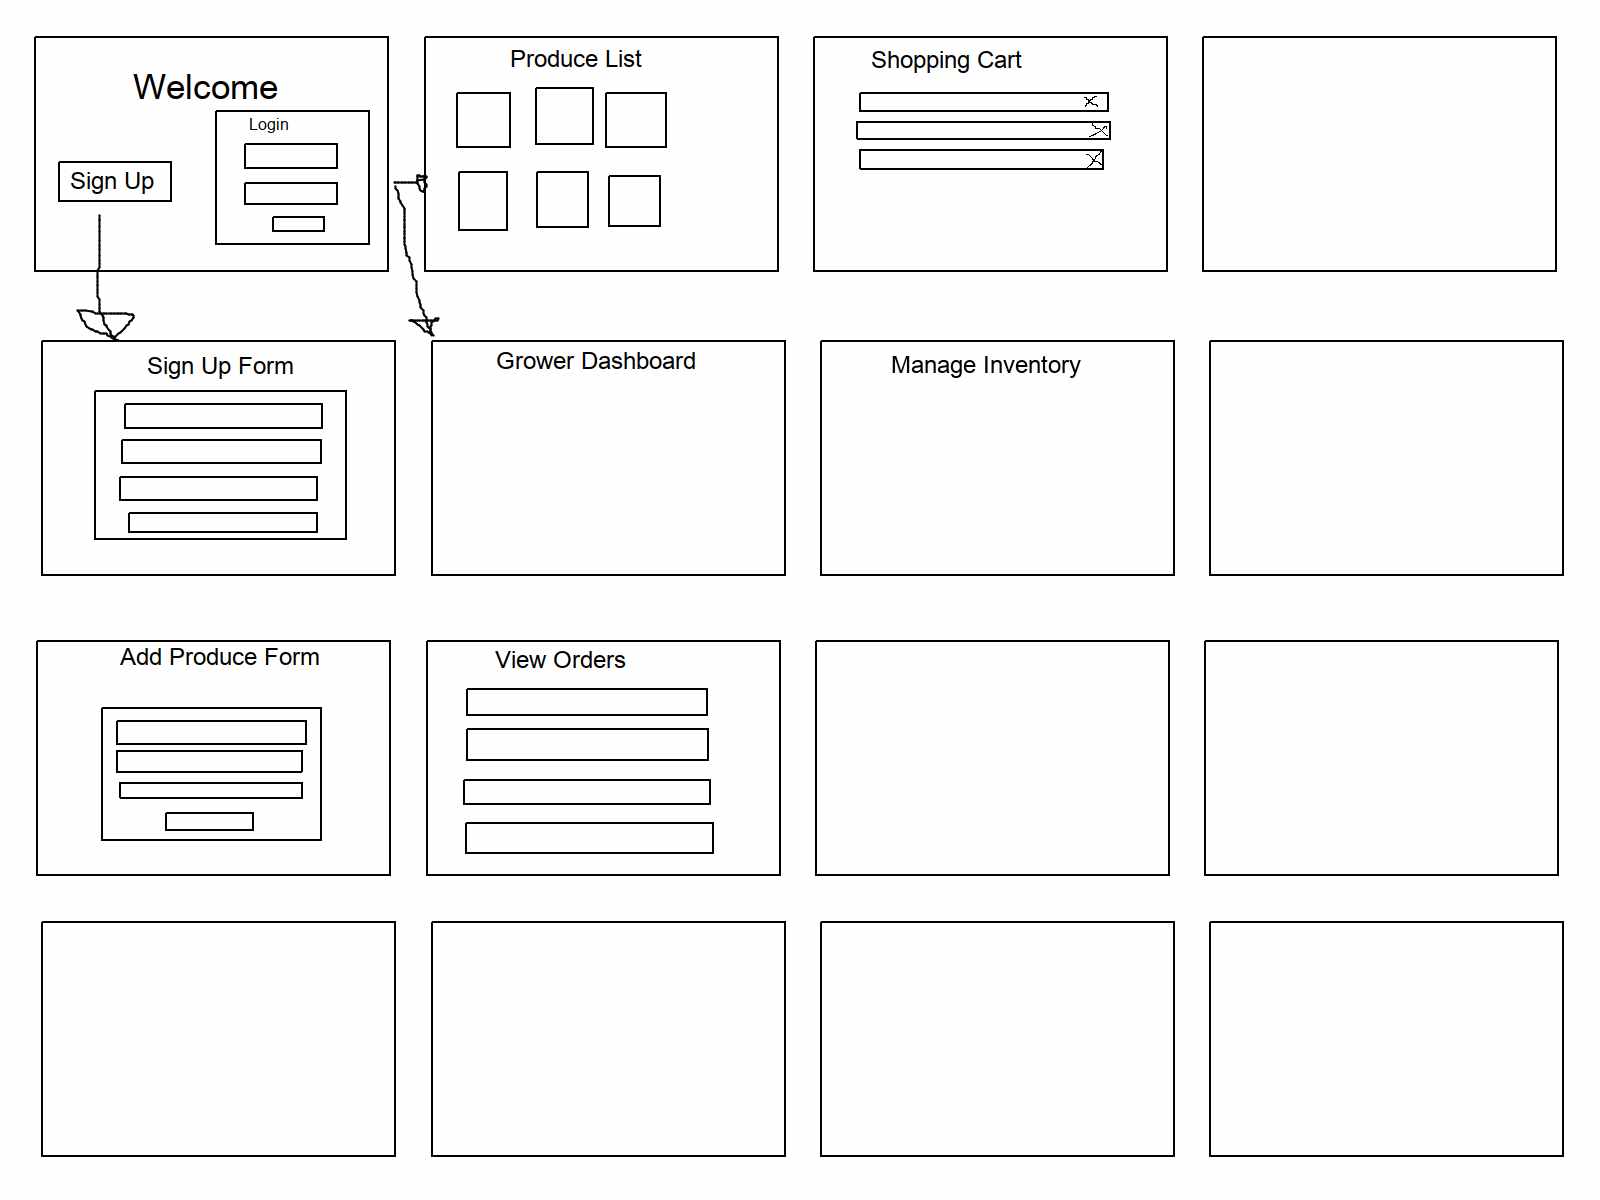 Welcome
Login
Sign Up
Produce List
Shopping Cart
Sign Up Form
Grower Dashboard
Manage Inventory
Add Produce Form
View Orders